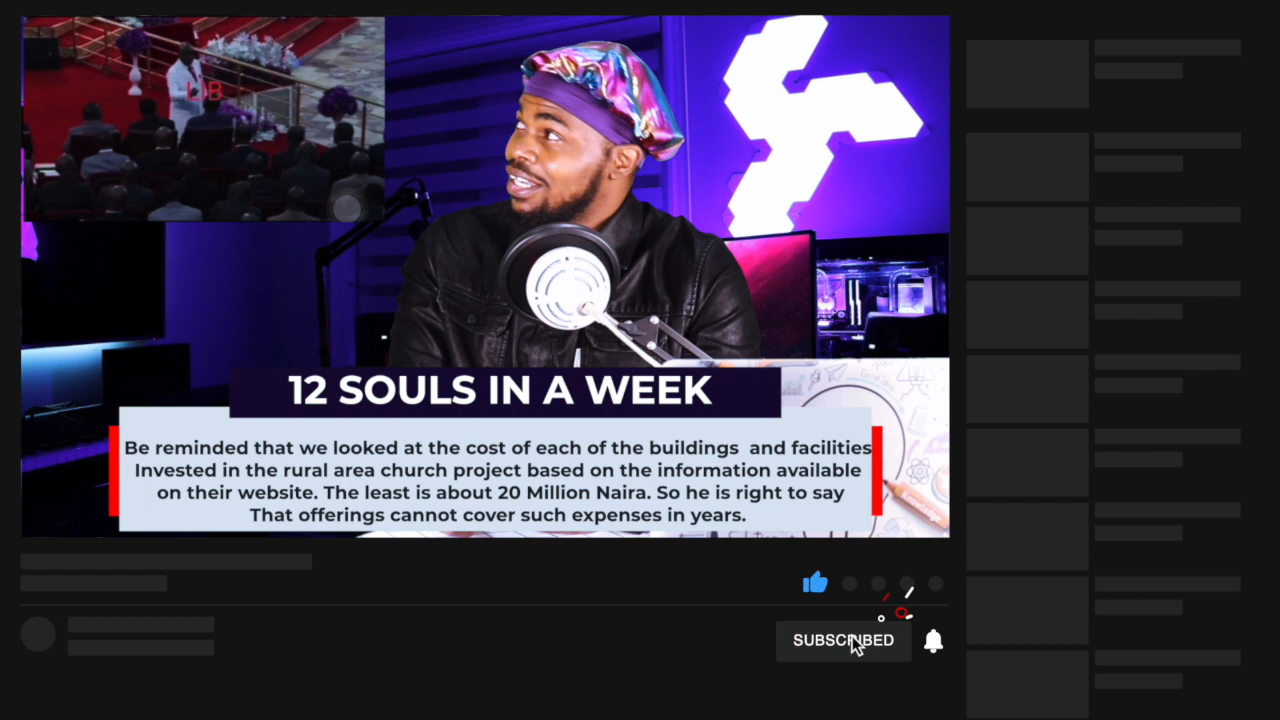 12 SOULS IN A WEEK
Be reminded that we looked at the cost of each of the buildings and facilities
Invested in the rural area church project based on the information available
on their website. The least is about 20 Million Naira. So he is right to say
That offerings cannot cover such expenses in years.
SUBSCRIBED